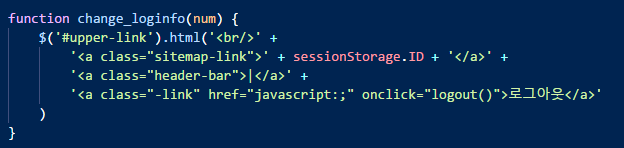 function change_loginfo(num) {
    $('#upper-link').html('<br/>' +
        '<a class="sitemap-link">' + sessionStorage.ID + '</a>' +
        '<a class="header-bar">|</a>' +
        '<a class="-link" href="javascript:;" onclick="logout()">로그아웃</a>'
    )
}